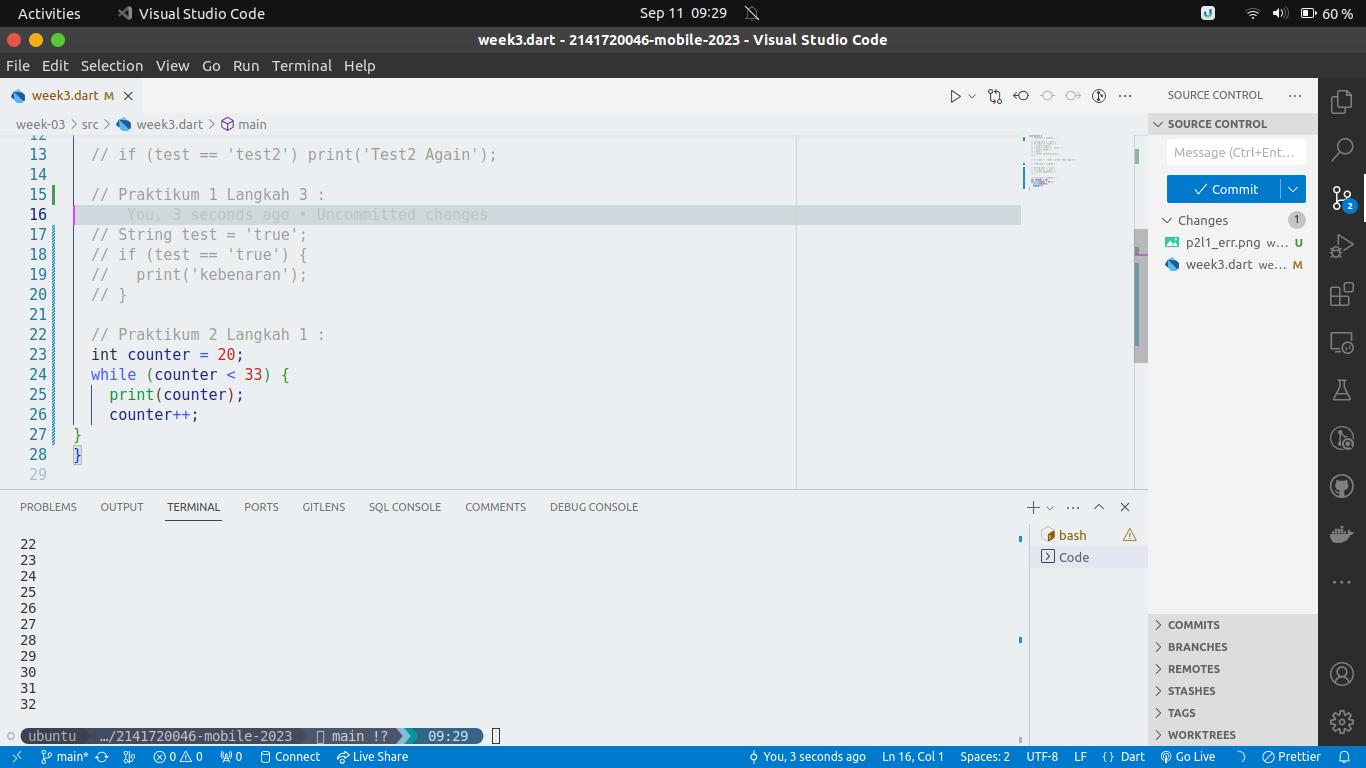 Activities Visual Studio Code Sep 11 09:29 60 %
week3.dart - 2141720046-mobile-2023 - Visual Studio Code
File Edit Selection View Go Run Terminal Help
week3.dart M
week-03 > src > week3.dart > main
12
13 // if (test == 'test2') print('Test2 Again');
14
15 // Praktikum 1 Langkah 3 :
16 You, 3 seconds ago • Uncommitted changes
17 // String test = 'true';
18 // if (test == 'true') {
19 //   print('kebenaran');
20 // }
21
22 // Praktikum 2 Langkah 1 :
23 int counter = 20;
24 while (counter < 33) {
25 print(counter);
26 counter++;
27 }
28 }
29
PROBLEMS OUTPUT TERMINAL PORTS GITLENS SQL CONSOLE COMMENTS DEBUG CONSOLE
22
23
24
25
26
27
28
29
30
31
32
ubuntu …/2141720046-mobile-2023 main !? 09:29
bash
Code
SOURCE CONTROL
SOURCE CONTROL
Message (Ctrl+Ent...
Commit
Changes 1
p2l1_err.png w... U
week3.dart we... M
COMMITS
BRANCHES
REMOTES
STASHES
TAGS
WORKTREES
2
main* 0 0 0 Connect Live Share You, 3 seconds ago Ln 16, Col 1 Spaces: 2 UTF-8 LF { } Dart Go Live Prettier